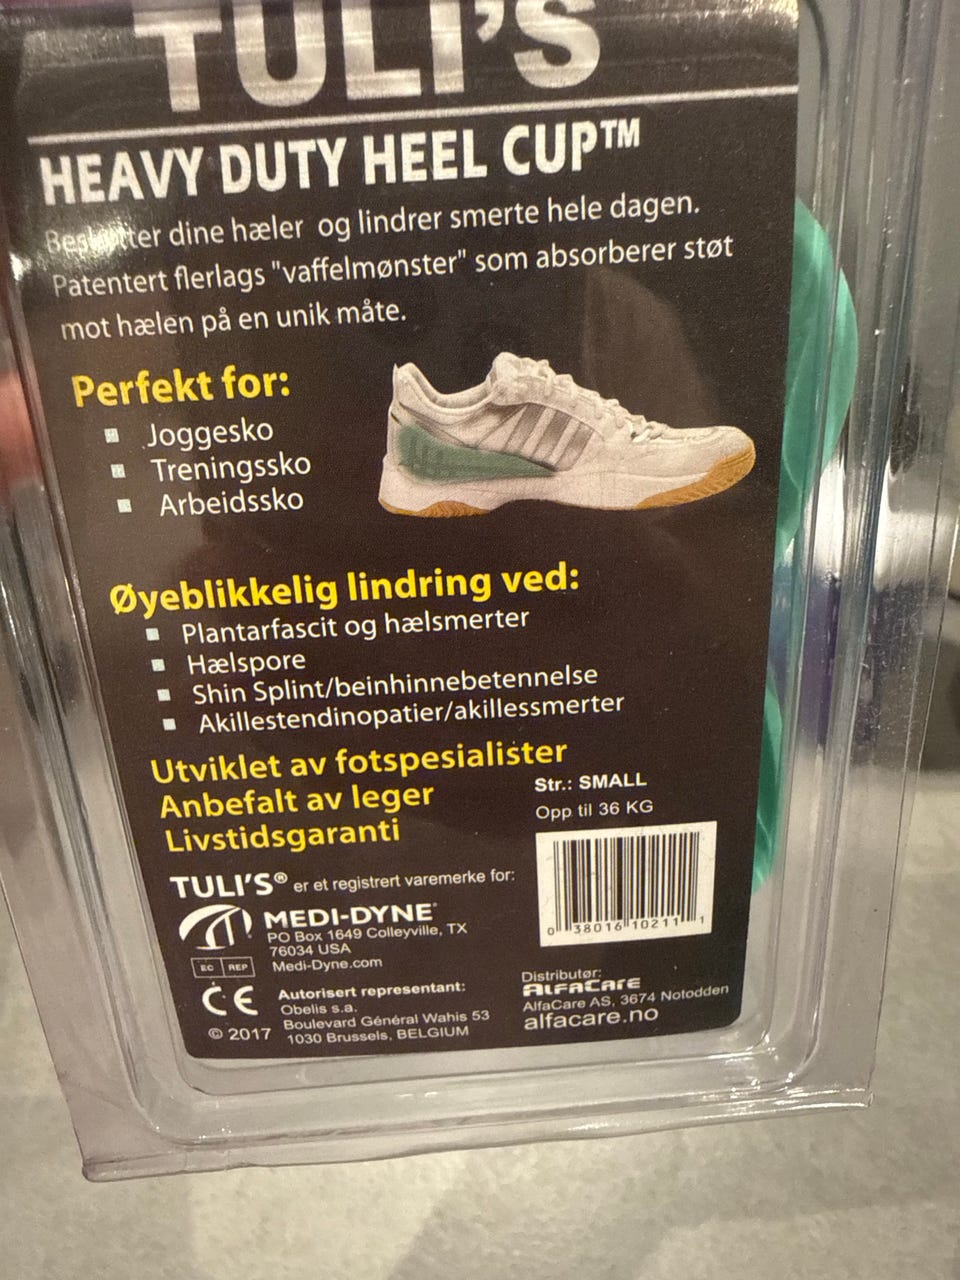 TULI'S
HEAVY DUTY HEEL CUP™
Beskytter dine hæler og lindrer smerte hele dagen.
Patentert flerlags "vaffelmønster" som absorberer støt
mot hælen på en unik måte.
Perfekt for:
Joggesko
Treningssko
Arbeidssko
Øyeblikkelig lindring ved:
Plantarfascit og hælsmerter
Hælspore
Shin Splint/beinhinnebetennelse
Akillestendinopatier/akillessmerter
Utviklet av fotspesialister
Anbefalt av leger
Livstidsgaranti
Str.: SMALL
Opp til 36 KG
0 38016 10211 1
TULI'S® er et registrert varemerke for:
MEDI-DYNE®
PO Box 1649 Colleyville, TX
76034 USA
Medi-Dyne.com
EC REP
CE
Autorisert representant:
Obelis s.a.
Boulevard Général Wahis 53
1030 Brussels, BELGIUM
© 2017
Distributør:
ALFACARE
AlfaCare AS, 3674 Notodden
alfacare.no